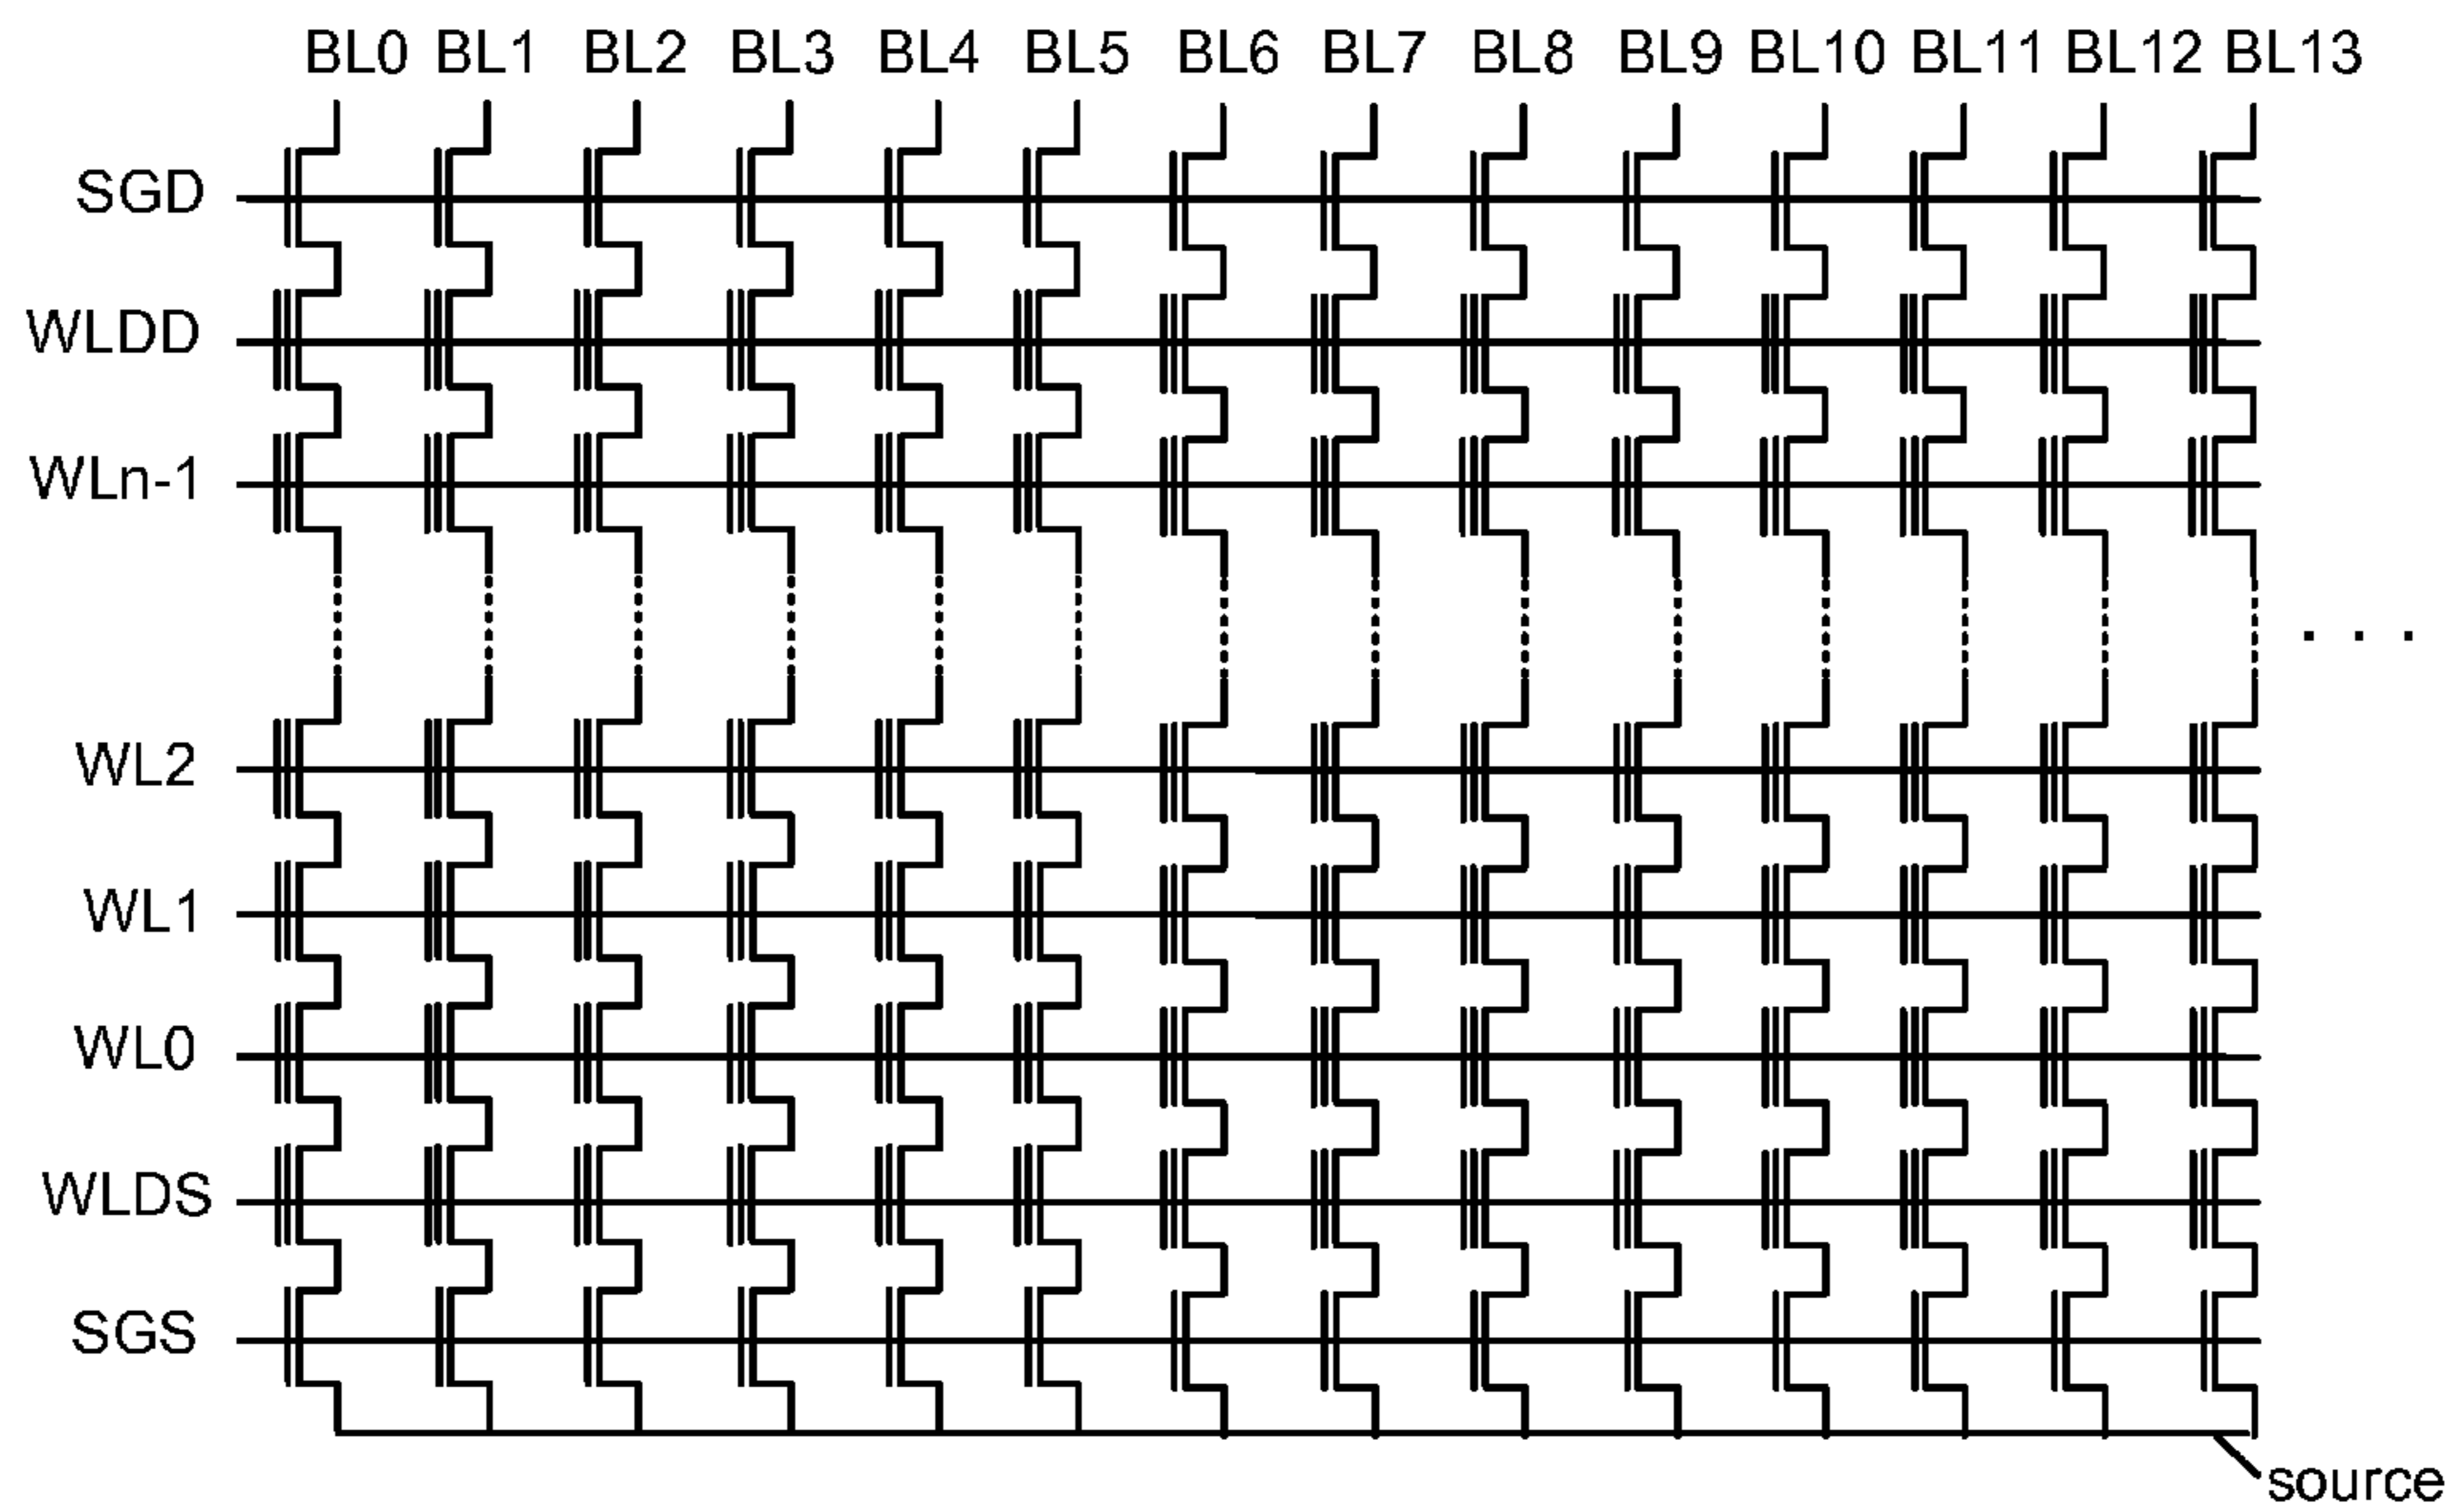 BL0 BL1 BL2 BL3 BL4 BL5 BL6 BL7 BL8 BL9 BL10 BL11 BL12 BL13
SGD
WLDD
WLn-1
. . .
WL2
WL1
WL0
WLDS
SGS
source